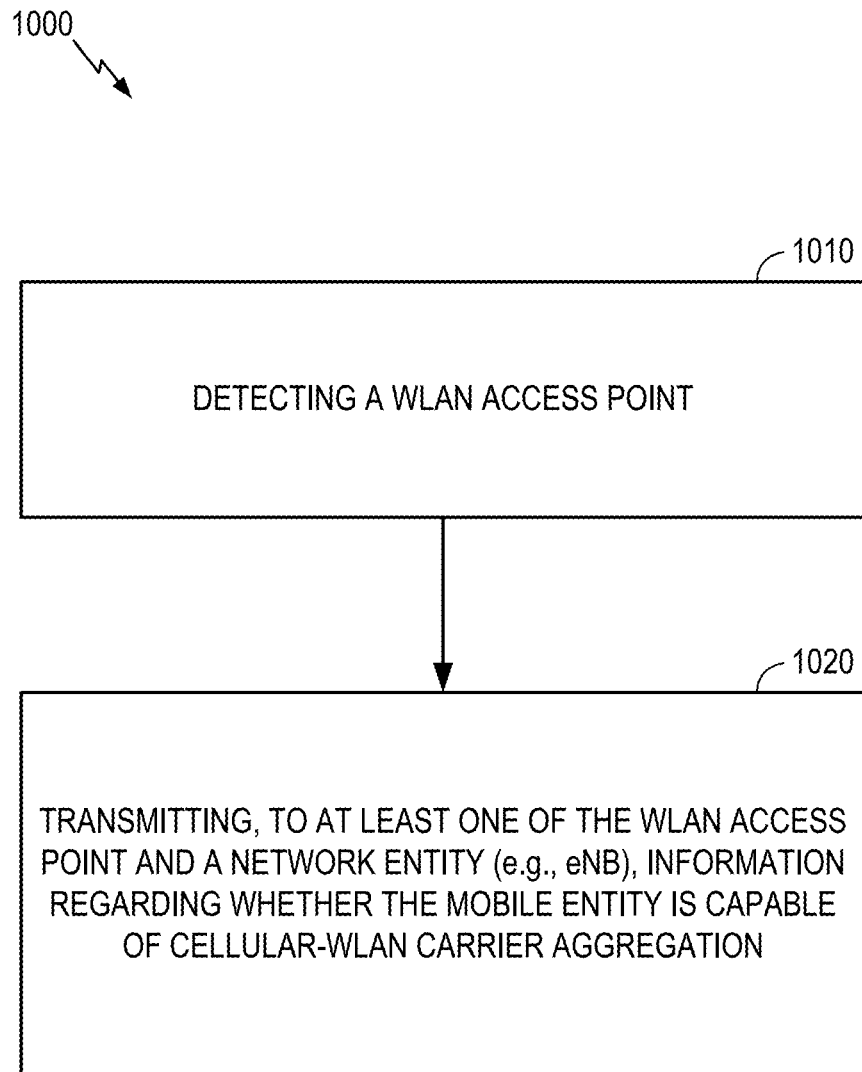 1000
1010
DETECTING A WLAN ACCESS POINT
1020
TRANSMITTING, TO AT LEAST ONE OF THE WLAN ACCESS
POINT AND A NETWORK ENTITY (e.g., eNB), INFORMATION
REGARDING WHETHER THE MOBILE ENTITY IS CAPABLE
OF CELLULAR-WLAN CARRIER AGGREGATION